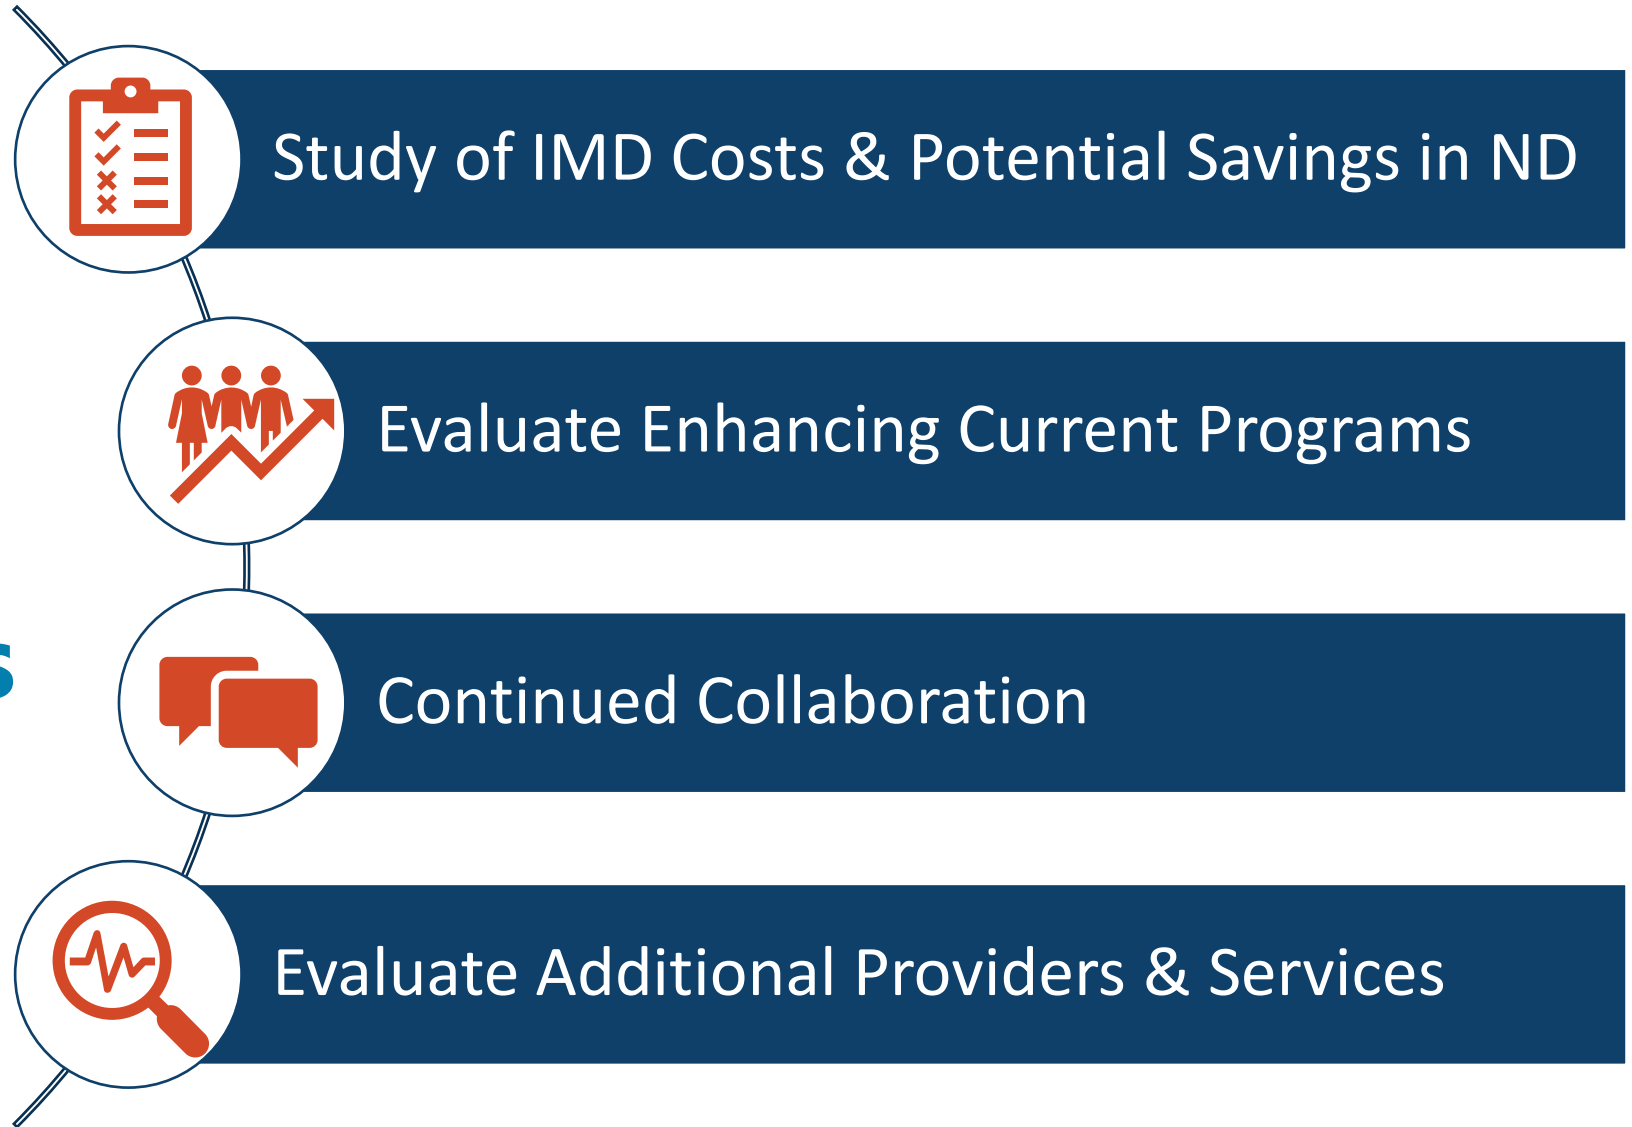 Study of IMD Costs & Potential Savings in ND
Evaluate Enhancing Current Programs
Continued Collaboration
Evaluate Additional Providers & Services